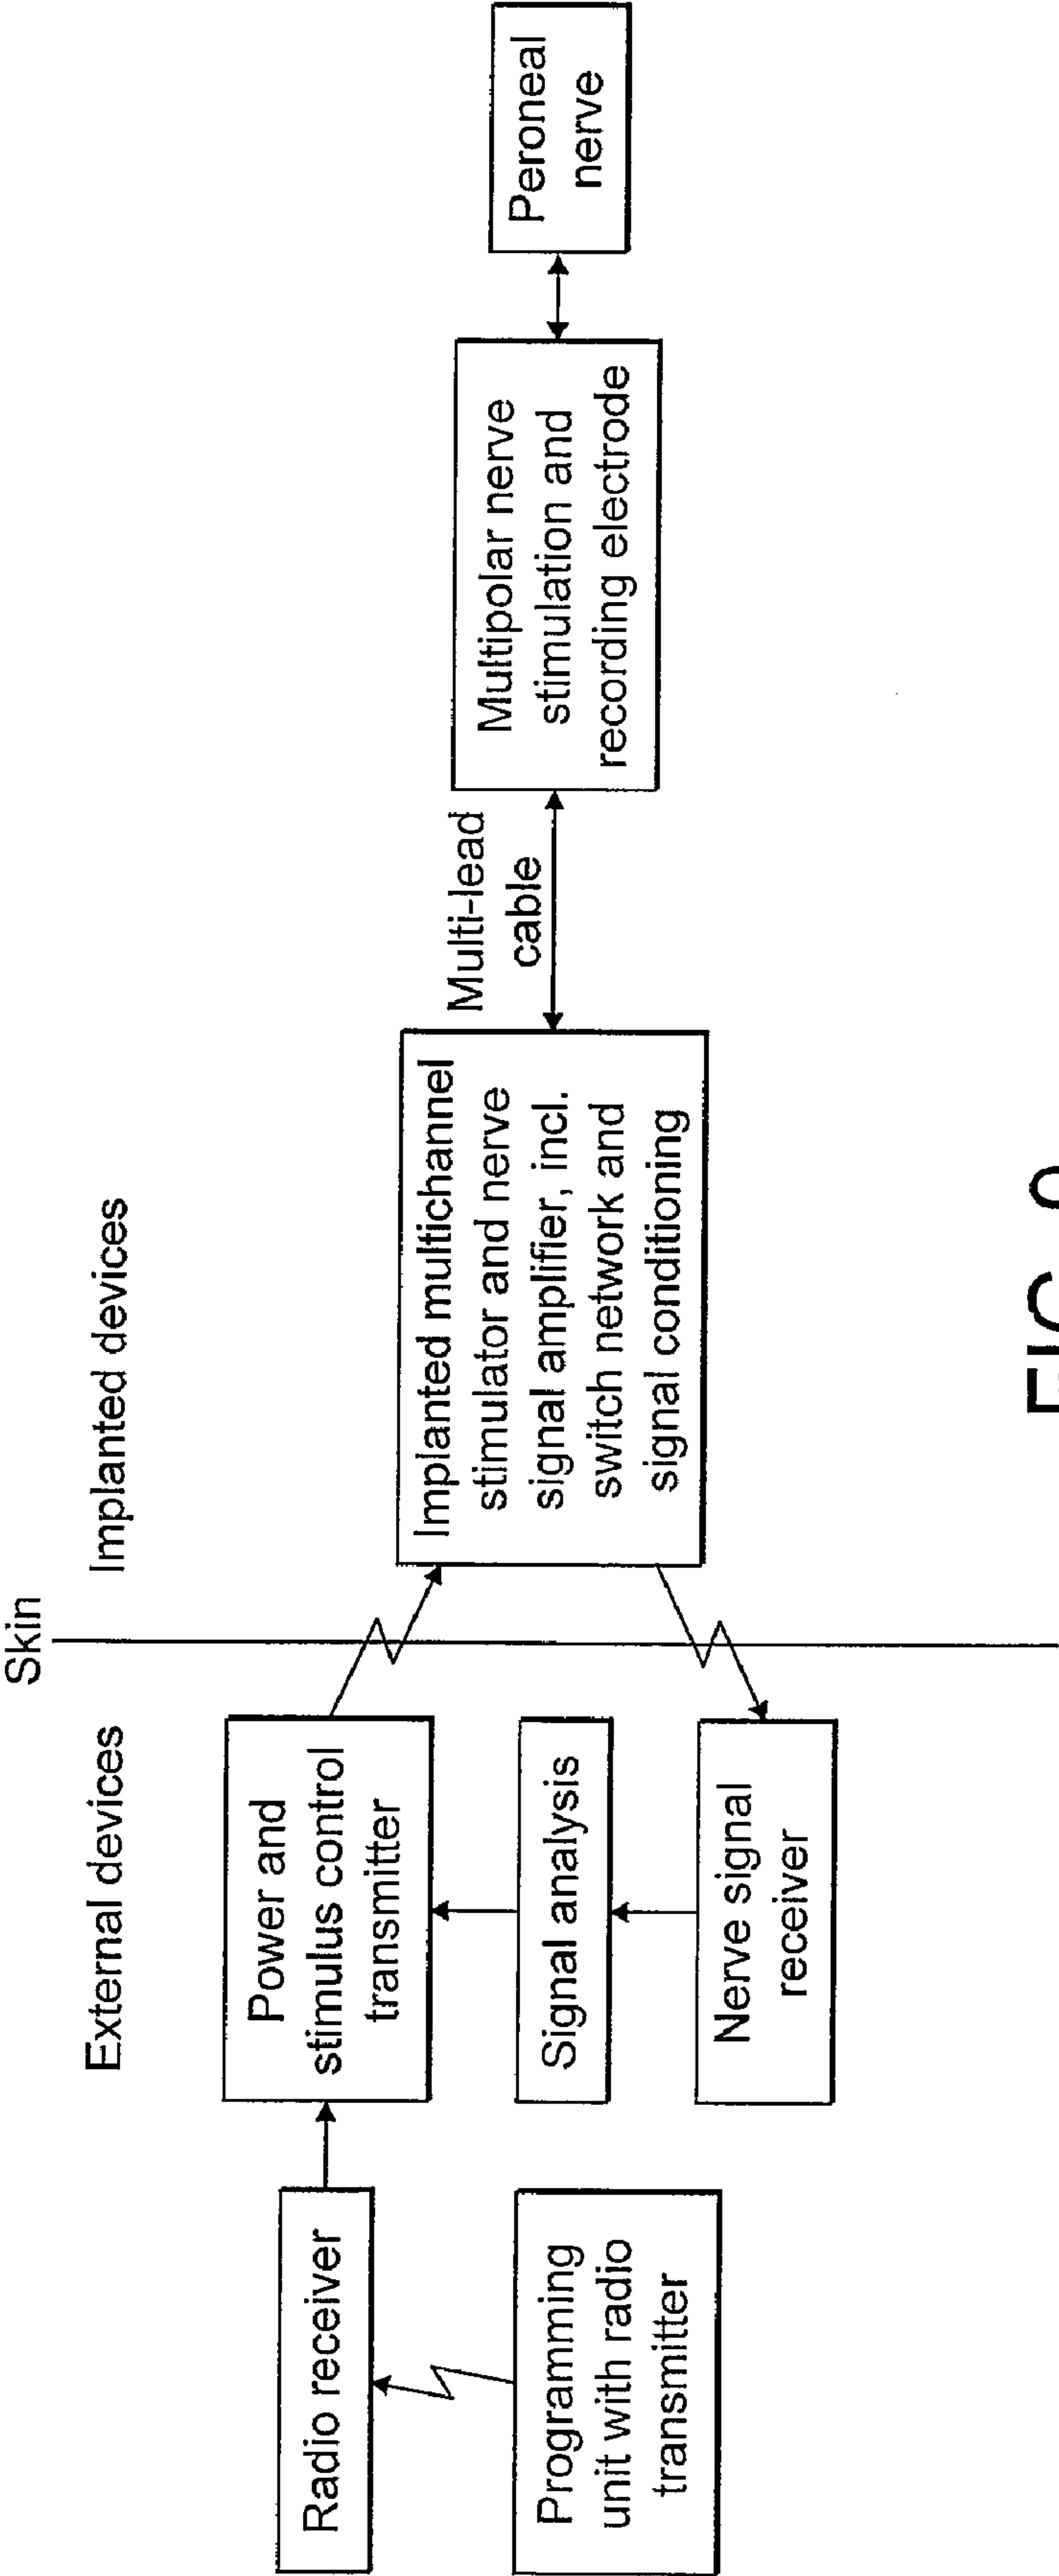 Skin
External devices
Implanted devices
Radio receiver
Programming
unit with radio
transmitter
Power and
stimulus control
transmitter
Signal analysis
Nerve signal
receiver
Implanted multichannel
stimulator and nerve
signal amplifier, incl.
switch network and
signal conditioning
Multi-lead
cable
Multipolar nerve
stimulation and
recording electrode
Peroneal
nerve